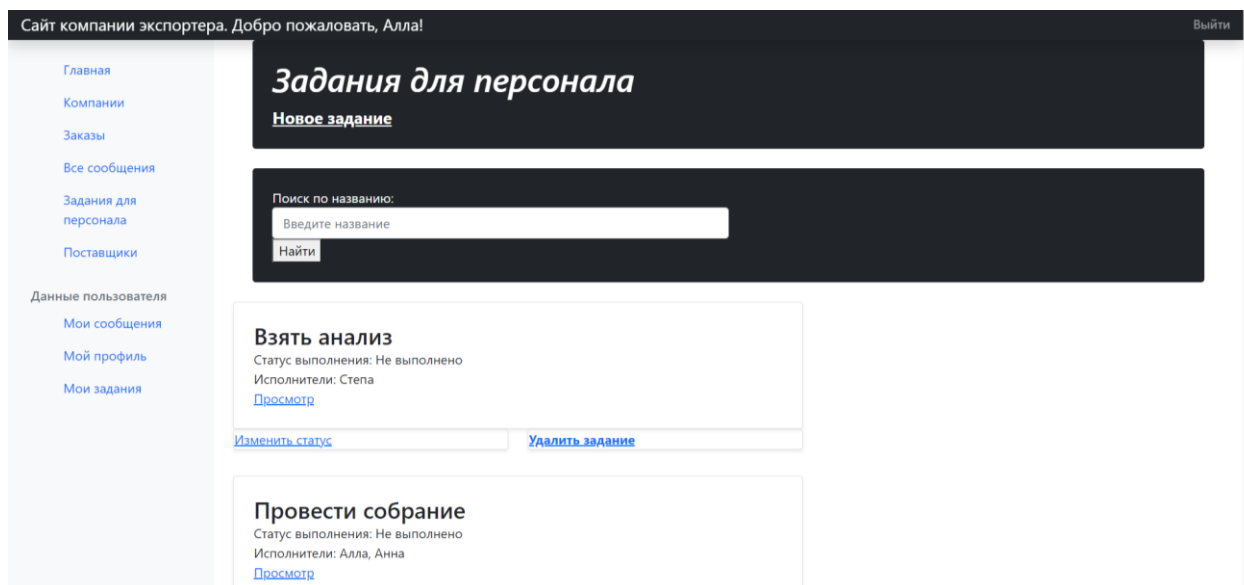 Сайт компании экспортера. Добро пожаловать, Алла!
Выйти
Главная
Компании
Заказы
Все сообщения
Задания для
персонала
Поставщики
Данные пользователя
Мои сообщения
Мой профиль
Мои задания
Задания для персонала
Новое задание
Поиск по названию:
Введите название
Найти
Взять анализ
Статус выполнения: Не выполнено
Исполнители: Степа
Просмотр
Изменить статус
Удалить задание
Провести собрание
Статус выполнения: Не выполнено
Исполнители: Алла, Анна
Просмотр